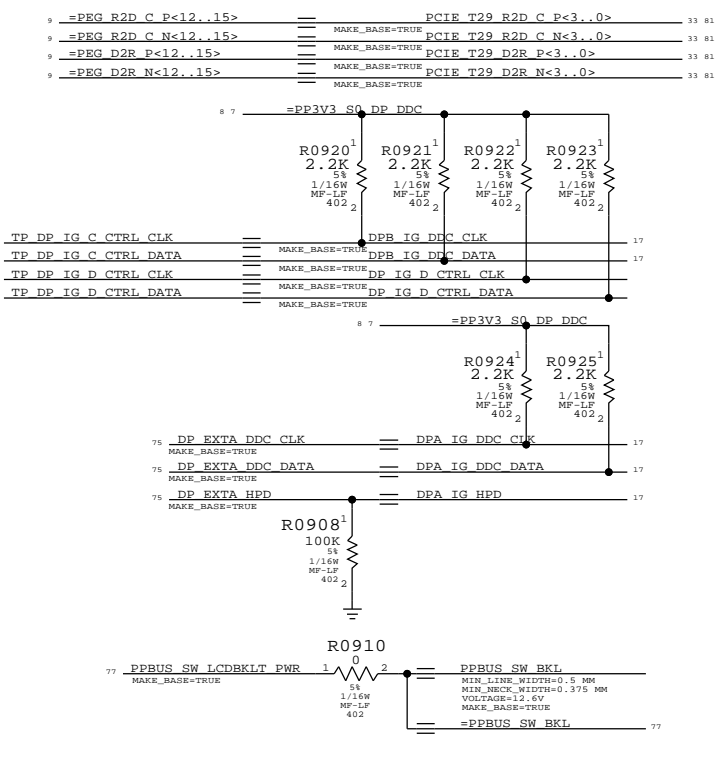 9 =PEG_R2D_C_P<12..15> PCIE_T29_R2D_C_P<3..0> 33 81
MAKE_BASE=TRUE
9 =PEG_R2D_C_N<12..15> PCIE_T29_R2D_C_N<3..0> 33 81
MAKE_BASE=TRUE
9 =PEG_D2R_P<12..15> PCIE_T29_D2R_P<3..0> 33 81
MAKE_BASE=TRUE
9 =PEG_D2R_N<12..15> PCIE_T29_D2R_N<3..0> 33 81
MAKE_BASE=TRUE
8 7 =PP3V3_S0_DP_DDC
R0920 1 R0921 1 R0922 1 R0923 1
2.2K 2.2K 2.2K 2.2K
5% 5% 5% 5%
1/16W 1/16W 1/16W 1/16W
MF-LF MF-LF MF-LF MF-LF
402 2 402 2 402 2 402 2
TP_DP_IG_C_CTRL_CLK DPB_IG_DDC_CLK 17
MAKE_BASE=TRUE
TP_DP_IG_C_CTRL_DATA DPB_IG_DDC_DATA 17
MAKE_BASE=TRUE
TP_DP_IG_D_CTRL_CLK DP_IG_D_CTRL_CLK
MAKE_BASE=TRUE
TP_DP_IG_D_CTRL_DATA DP_IG_D_CTRL_DATA
MAKE_BASE=TRUE
8 7 =PP3V3_S0_DP_DDC
R0924 1 R0925 1
2.2K 2.2K
5% 5%
1/16W 1/16W
MF-LF MF-LF
402 2 402 2
75 DP_EXTA_DDC_CLK DPA_IG_DDC_CLK 17
MAKE_BASE=TRUE
75 DP_EXTA_DDC_DATA DPA_IG_DDC_DATA 17
MAKE_BASE=TRUE
75 DP_EXTA_HPD DPA_IG_HPD 17
MAKE_BASE=TRUE
R0908 1
100K
5%
1/16W
MF-LF
402 2
R0910
0
77 PPBUS_SW_LCDBKLT_PWR 1 2 PPBUS_SW_BKL
MAKE_BASE=TRUE
5%
1/16W
MF-LF
402
MIN_LINE_WIDTH=0.5 MM
MIN_NECK_WIDTH=0.375 MM
VOLTAGE=12.6V
MAKE_BASE=TRUE
=PPBUS_SW_BKL 77